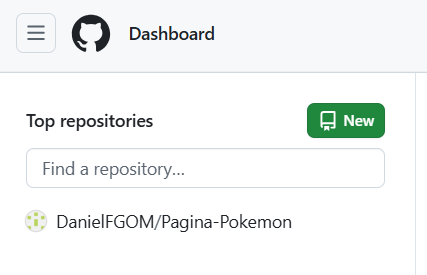 Dashboard
Top repositories
New
Find a repository...
DanielFGOM/Pagina-Pokemon